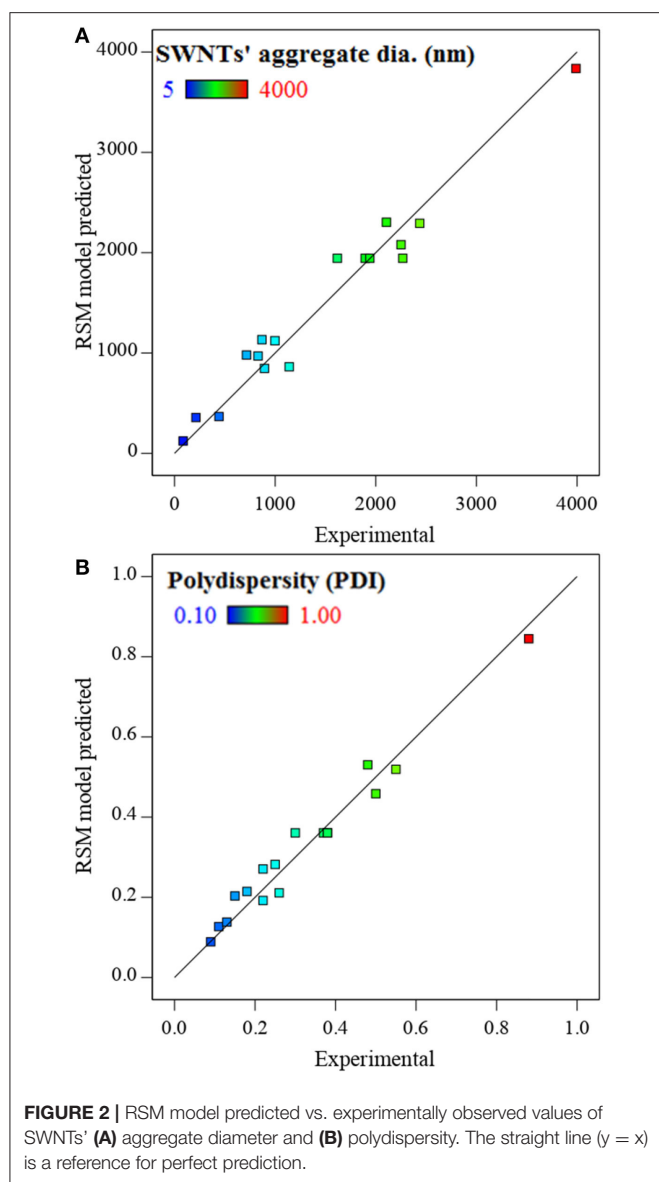 A
SWNTs' aggregate dia. (nm)
5 4000
4000
3000
2000
1000
0
RSM model predicted
0 1000 2000 3000 4000
Experimental
B
Polydispersity (PDI)
0.10 1.00
1.0
0.8
0.6
0.4
0.2
0.0
RSM model predicted
0.0 0.2 0.4 0.6 0.8 1.0
Experimental
FIGURE 2 | RSM model predicted vs. experimentally observed values of
SWNTs' (A) aggregate diameter and (B) polydispersity. The straight line (y = x)
is a reference for perfect prediction.